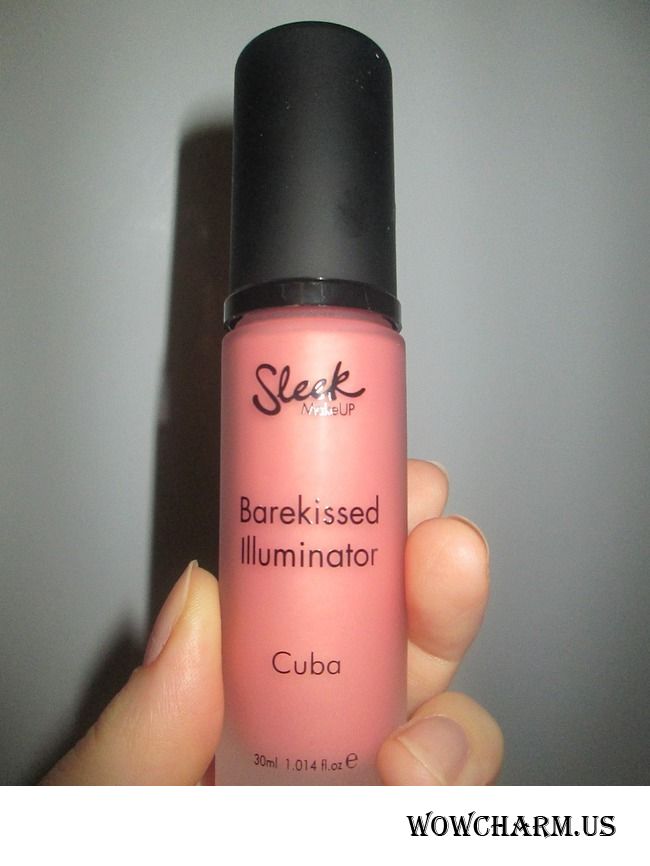 Sleek
MakeUP
Barekissed
Illuminator
Cuba
30ml 1.014 fl.oz e
WOWCHARM.US